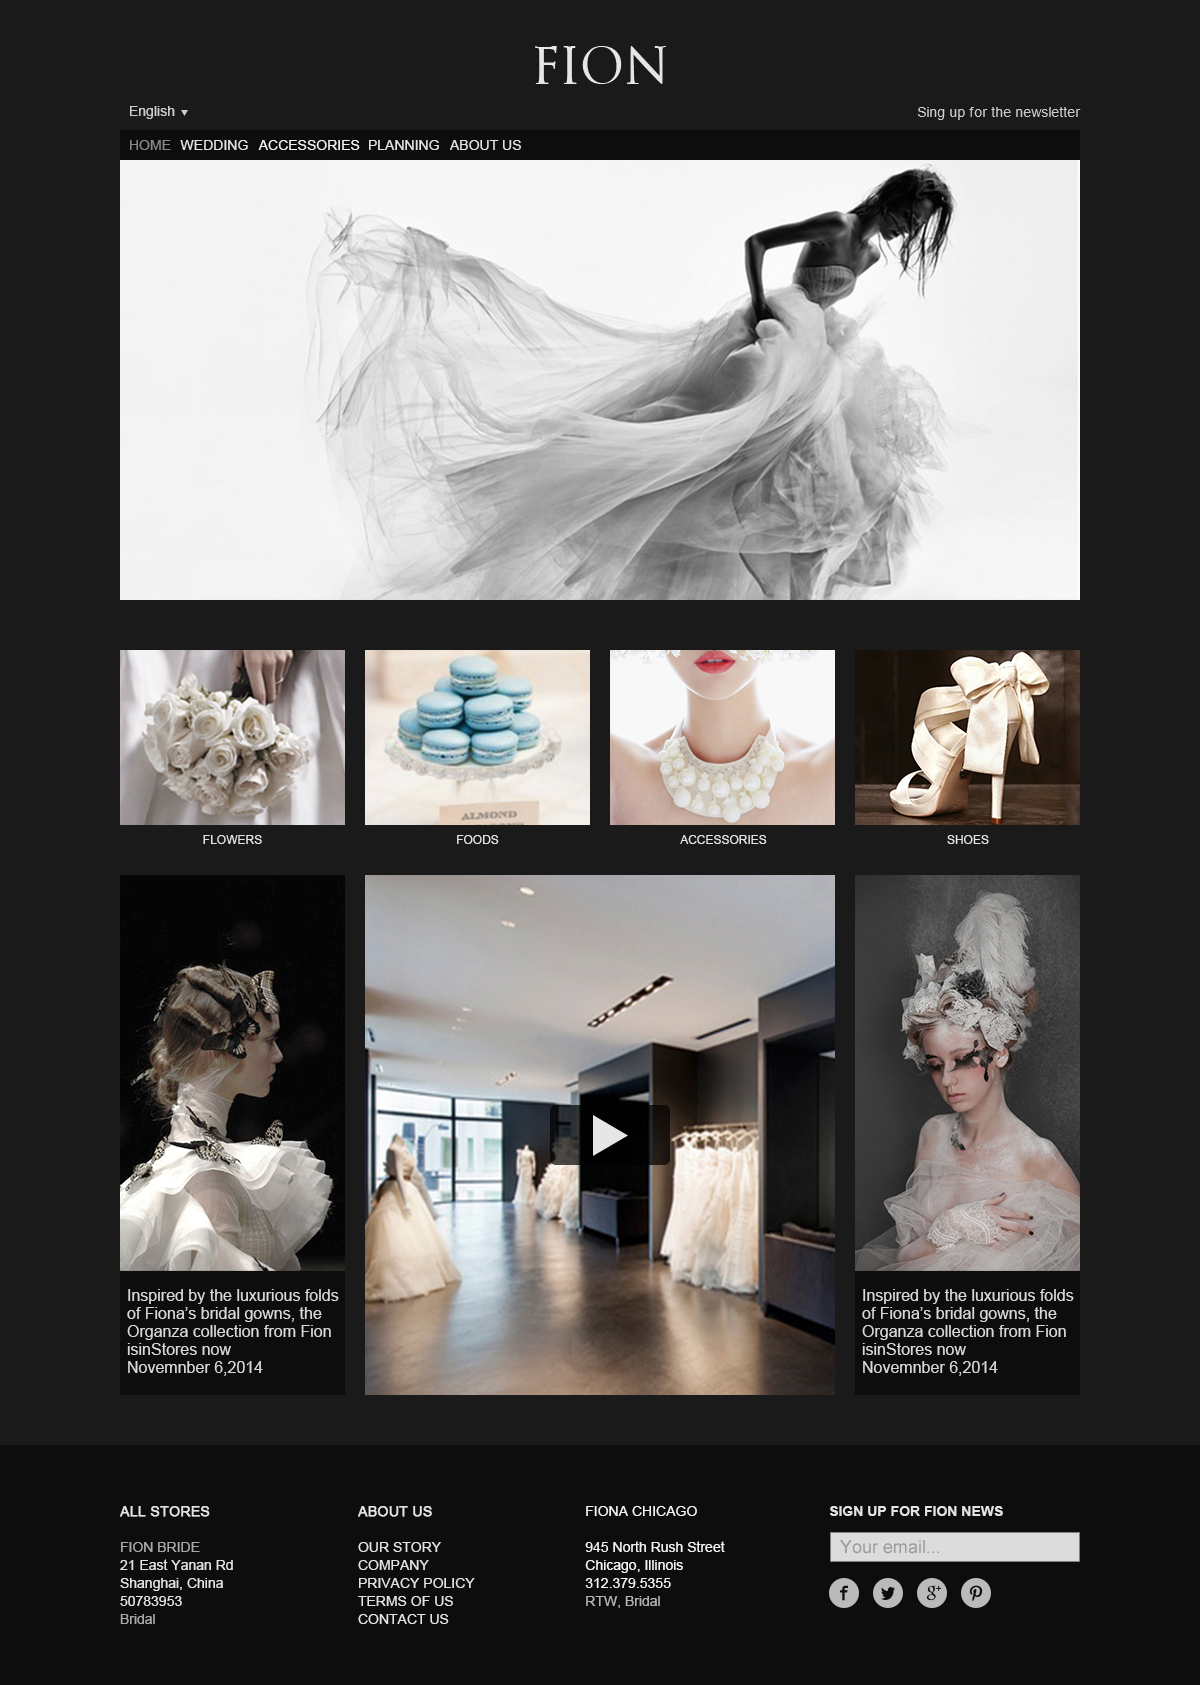 FION
English
Sing up for the newsletter
HOME WEDDING ACCESSORIES PLANNING ABOUT US
ALMOND
FLOWERS
FOODS
ACCESSORIES
SHOES
Inspired by the luxurious folds
of Fiona’s bridal gowns, the
Organza collection from Fion
isinStores now
Novemnber 6,2014
Inspired by the luxurious folds
of Fiona’s bridal gowns, the
Organza collection from Fion
isinStores now
Novemnber 6,2014
ALL STORES
FION BRIDE
21 East Yanan Rd
Shanghai, China
50783953
Bridal
ABOUT US
OUR STORY
COMPANY
PRIVACY POLICY
TERMS OF US
CONTACT US
FIONA CHICAGO
945 North Rush Street
Chicago, Illinois
312.379.5355
RTW, Bridal
SIGN UP FOR FION NEWS
Your email...